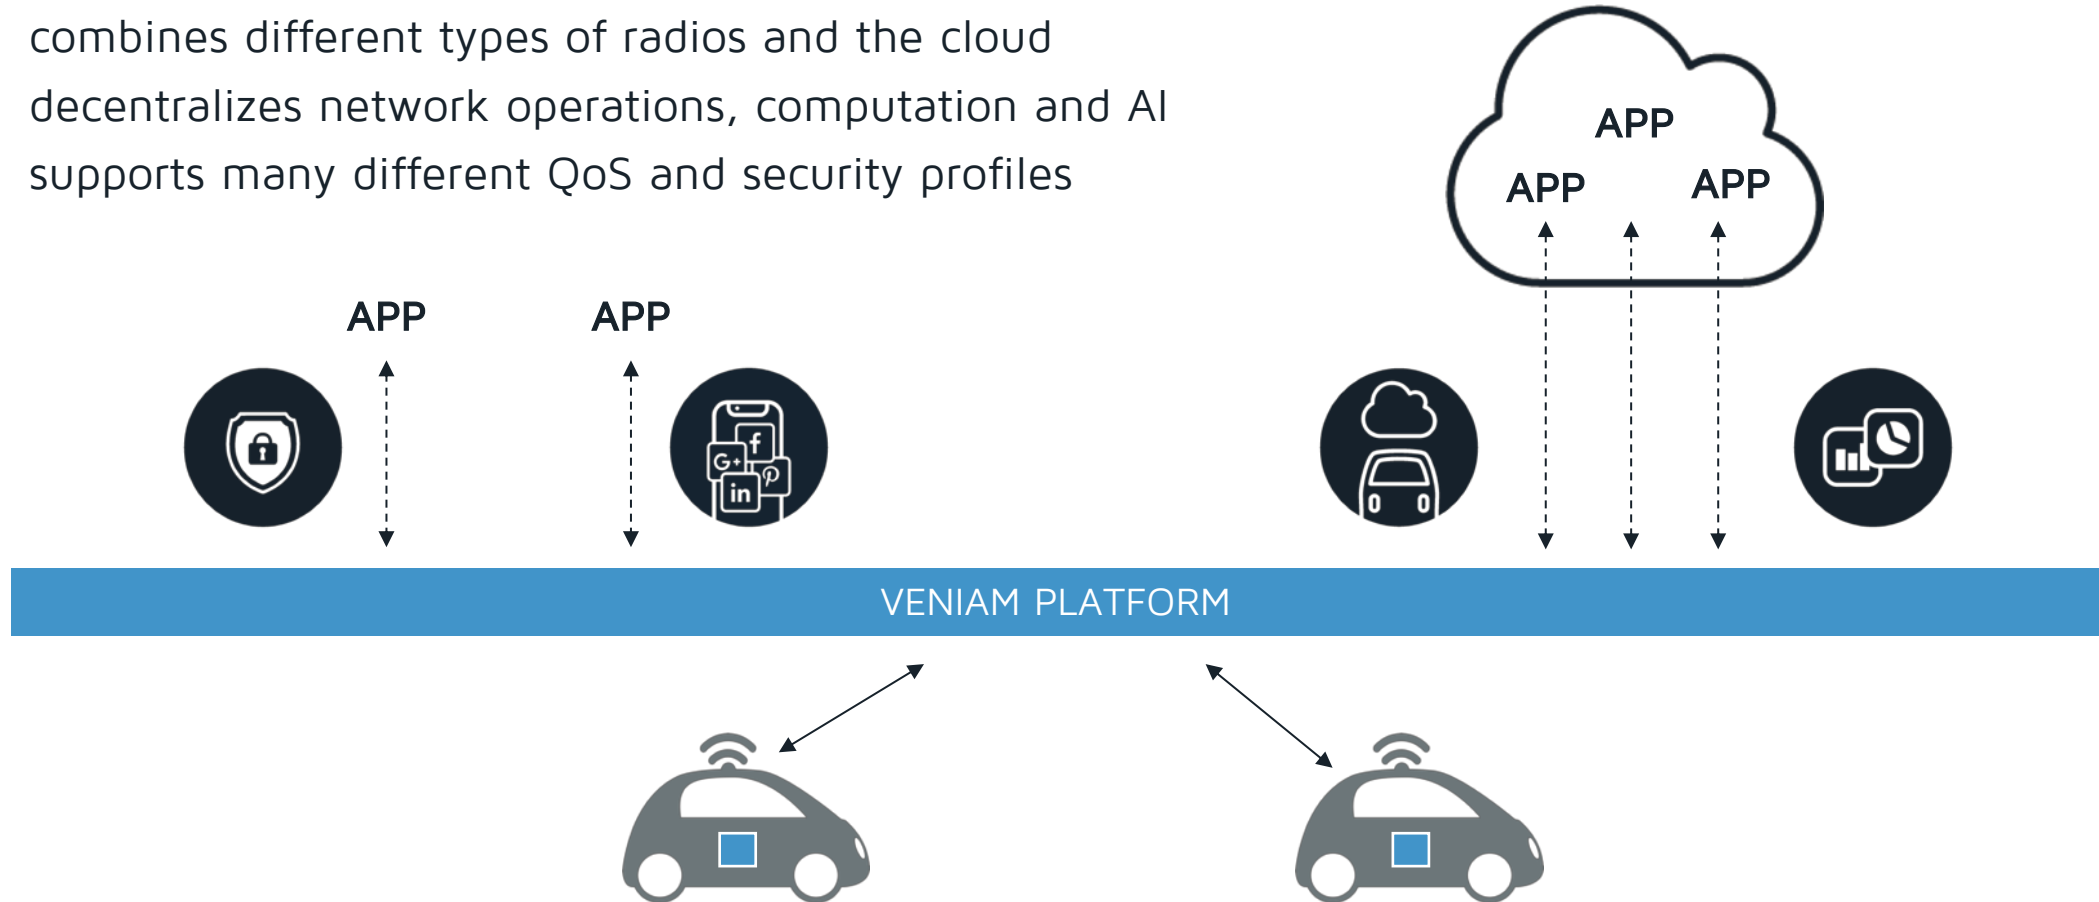 combines different types of radios and the cloud
decentralizes network operations, computation and AI
supports many different QoS and security profiles
APP
APP APP
APP APP
f
G+
in
VENIAM PLATFORM